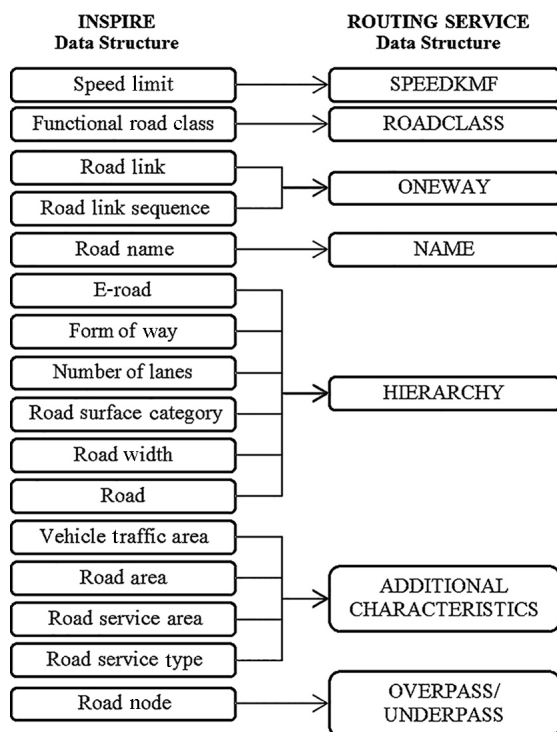 INSPIRE
Data Structure
ROUTING SERVICE
Data Structure
Speed limit
SPEEDKMF
Functional road class
ROADCLASS
Road link
Road link sequence
ONEWAY
Road name
NAME
E-road
Form of way
Number of lanes
Road surface category
Road width
Road
HIERARCHY
Vehicle traffic area
Road area
Road service area
Road service type
ADDITIONAL
CHARACTERISTICS
Road node
OVERPASS/
UNDERPASS